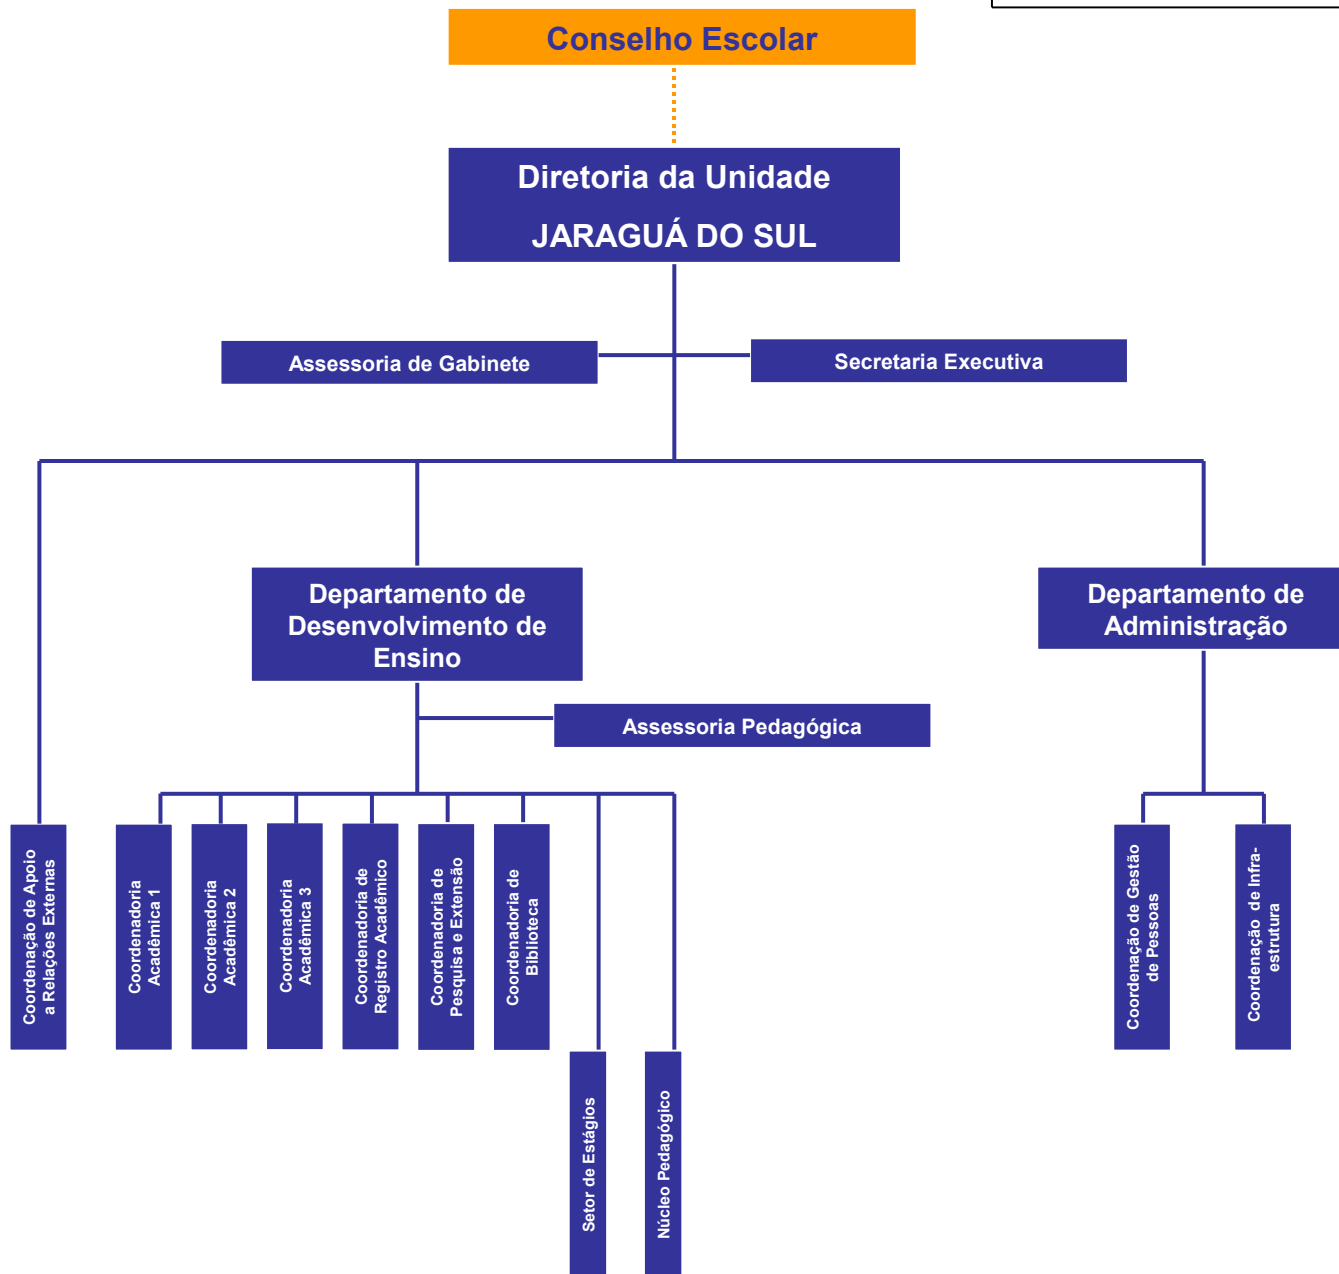 Conselho Escolar
Diretoria da Unidade
JARAGUÁ DO SUL
Assessoria de Gabinete
Secretaria Executiva
Departamento de
Desenvolvimento de
Ensino
Departamento de
Administração
Assessoria Pedagógica
Coordenação de Apoio
a Relações Externas
Coordenadoria
Acadêmica 1
Coordenadoria
Acadêmica 2
Coordenadoria
Acadêmica 3
Coordenadoria de
Registro Acadêmico
Coordenadoria de
Pesquisa e Extensão
Coordenadoria de
Biblioteca
Coordenação de Gestão
de Pessoas
Coordenação de Infra-
estrutura
Setor de Estágios
Núcleo Pedagógico